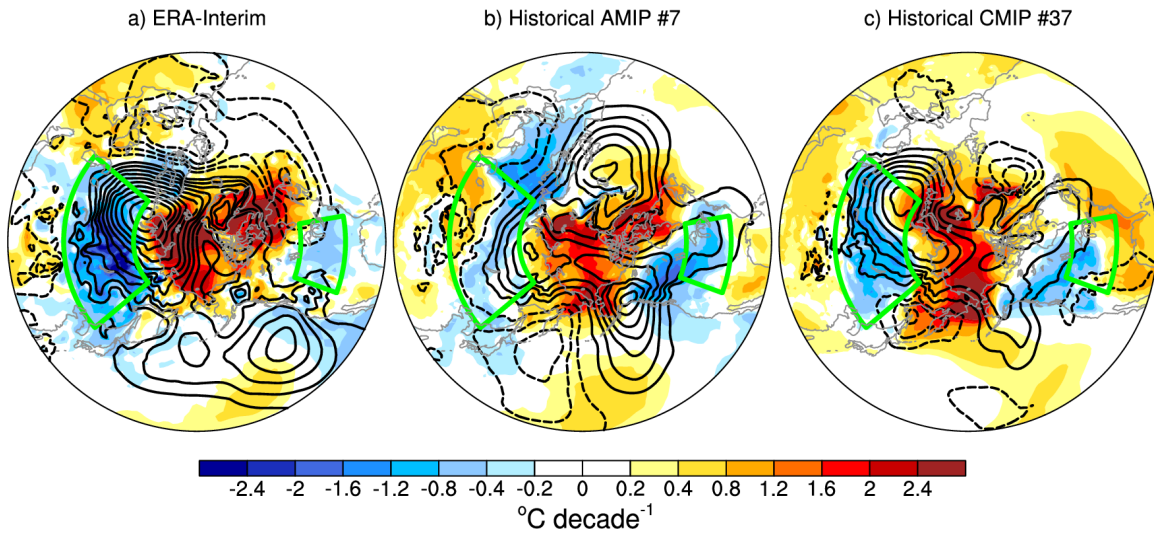 a) ERA-Interim
b) Historical AMIP #7
c) Historical CMIP #37
-2.4 -2 -1.6 -1.2 -0.8 -0.4 -0.2 0 0.2 0.4 0.8 1.2 1.6 2 2.4
ºC decade-1